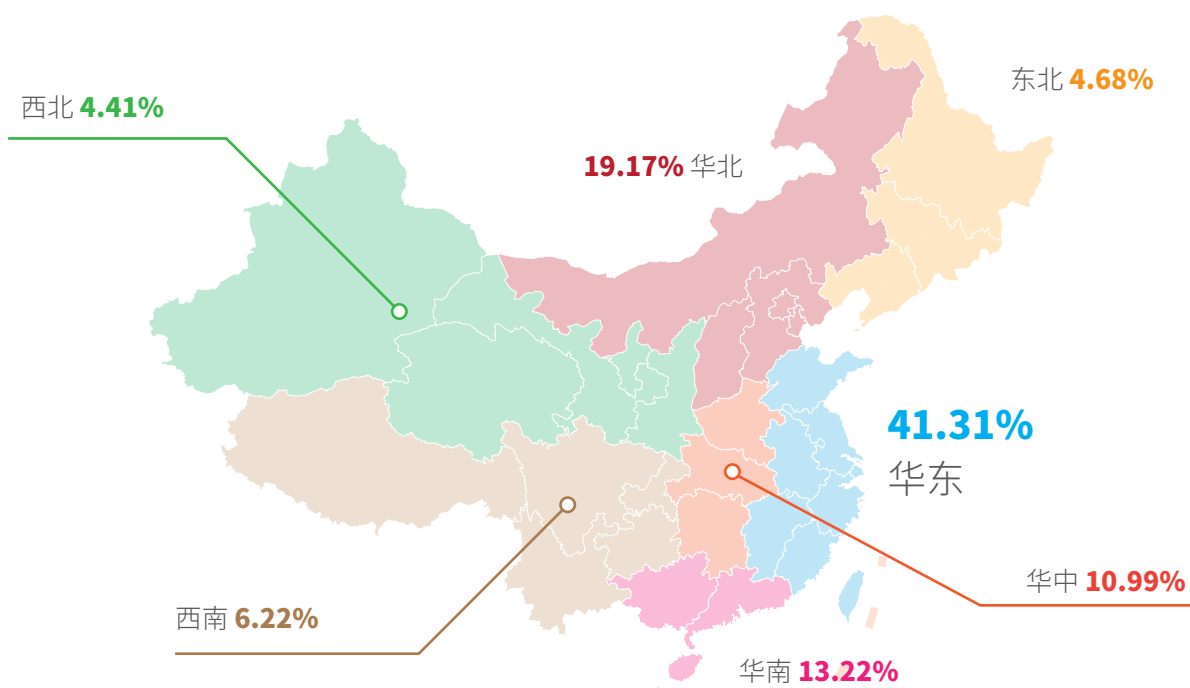 东北 4.68%
西北 4.41%
19.17% 华北
41.31%
华东
华中 10.99%
西南 6.22%
华南 13.22%